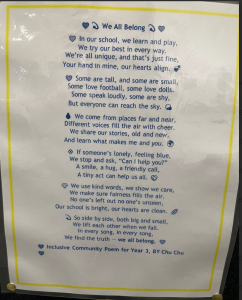 💙 💫 We All Belong 💫 💙
💙 In our school, we learn and play,
We try our best in every way.
We're all unique, and that's just fine,
Your hand in mine, our hearts align. 💕
💙 Some are tall, and some are small,
Some love football, some love dolls.
Some speak loudly, some are shy,
But everyone can reach the sky.
We come from places far and near,
Different voices fill the air with cheer.
We share our stories, old and new,
And learn what makes me and you. 🌍
If someone's lonely, feeling blue,
We stop and ask, "Can I help you?"
A smile, a hug, a friendly call,
A tiny act can help us all.
We use kind words, we show we care,
We make sure fairness fills the air.
No one's left out no one's unseen,
Our school is bright, our hearts are clean.
💫 So side by side, both big and small,
We lift each other when we fall.
In every song, in every song,
We find the truth — we all belong. 💙
💙 Inclusive Community Poem for Year 3, BY Chu Chu